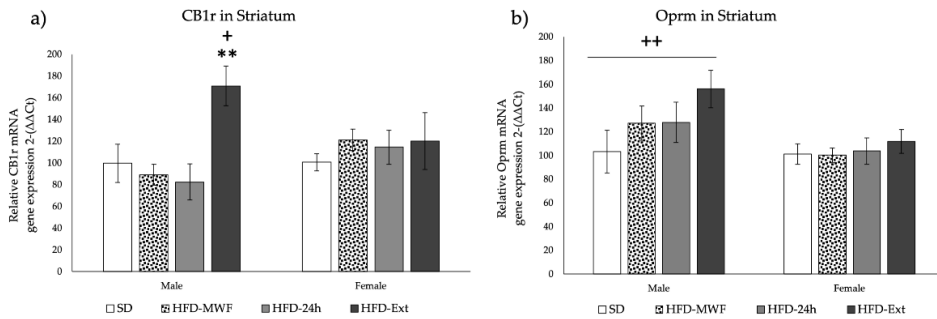 a)
CB1r in Striatum
+
**
Relative CB1r mRNA
gene expression 2-(ΔΔCt)
200
180
160
140
120
100
80
60
40
20
0
Male
Female
SD HFD-MWF HFD-24h HFD-Ext
b)
Oprm in Striatum
++
Relative Oprm mRNA
gene expression 2-(ΔΔCt)
200
180
160
140
120
100
80
60
40
20
0
Male
Female
SD HFD-MWF HFD-24h HFD-Ext